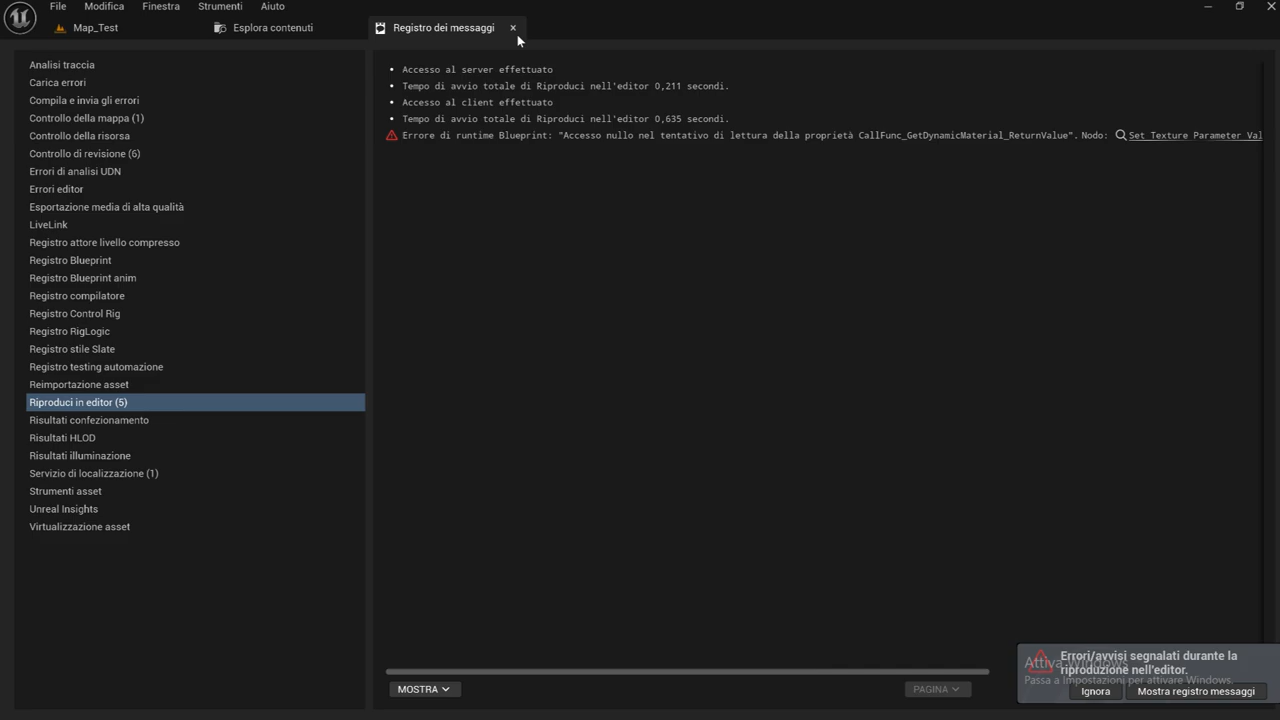 File Modifica Finestra Strumenti Aiuto
Map_Test Esplora contenuti Registro dei messaggi
Analisi traccia
Carica errori
Compila e invia gli errori
Controllo della mappa (1)
Controllo della risorsa
Controllo di revisione (6)
Errori di analisi UDN
Errori editor
Esportazione media di alta qualità
LiveLink
Registro attore livello compresso
Registro Blueprint
Registro Blueprint anim
Registro compilatore
Registro Control Rig
Registro RigLogic
Registro stile Slate
Registro testing automazione
Reimportazione asset
Riproduci in editor (5)
Risultati confezionamento
Risultati HLOD
Risultati illuminazione
Servizio di localizzazione (1)
Strumenti asset
Unreal Insights
Virtualizzazione asset
• Accesso al server effettuato
• Tempo di avvio totale di Riproduci nell'editor 0,211 secondi.
• Accesso al client effettuato
• Tempo di avvio totale di Riproduci nell'editor 0,635 secondi.
Errore di runtime Blueprint: "Accesso nullo nel tentativo di lettura della proprietà CallFunc_GetDynamicMaterial_ReturnValue". Nodo: Set Texture Parameter Val
MOSTRA PAGINA
Errori/avvisi segnalati durante la
riproduzione nell'editor.
Attiva Windows
Passa a Impostazioni per attivare Windows.
Ignora Mostra registro messaggi